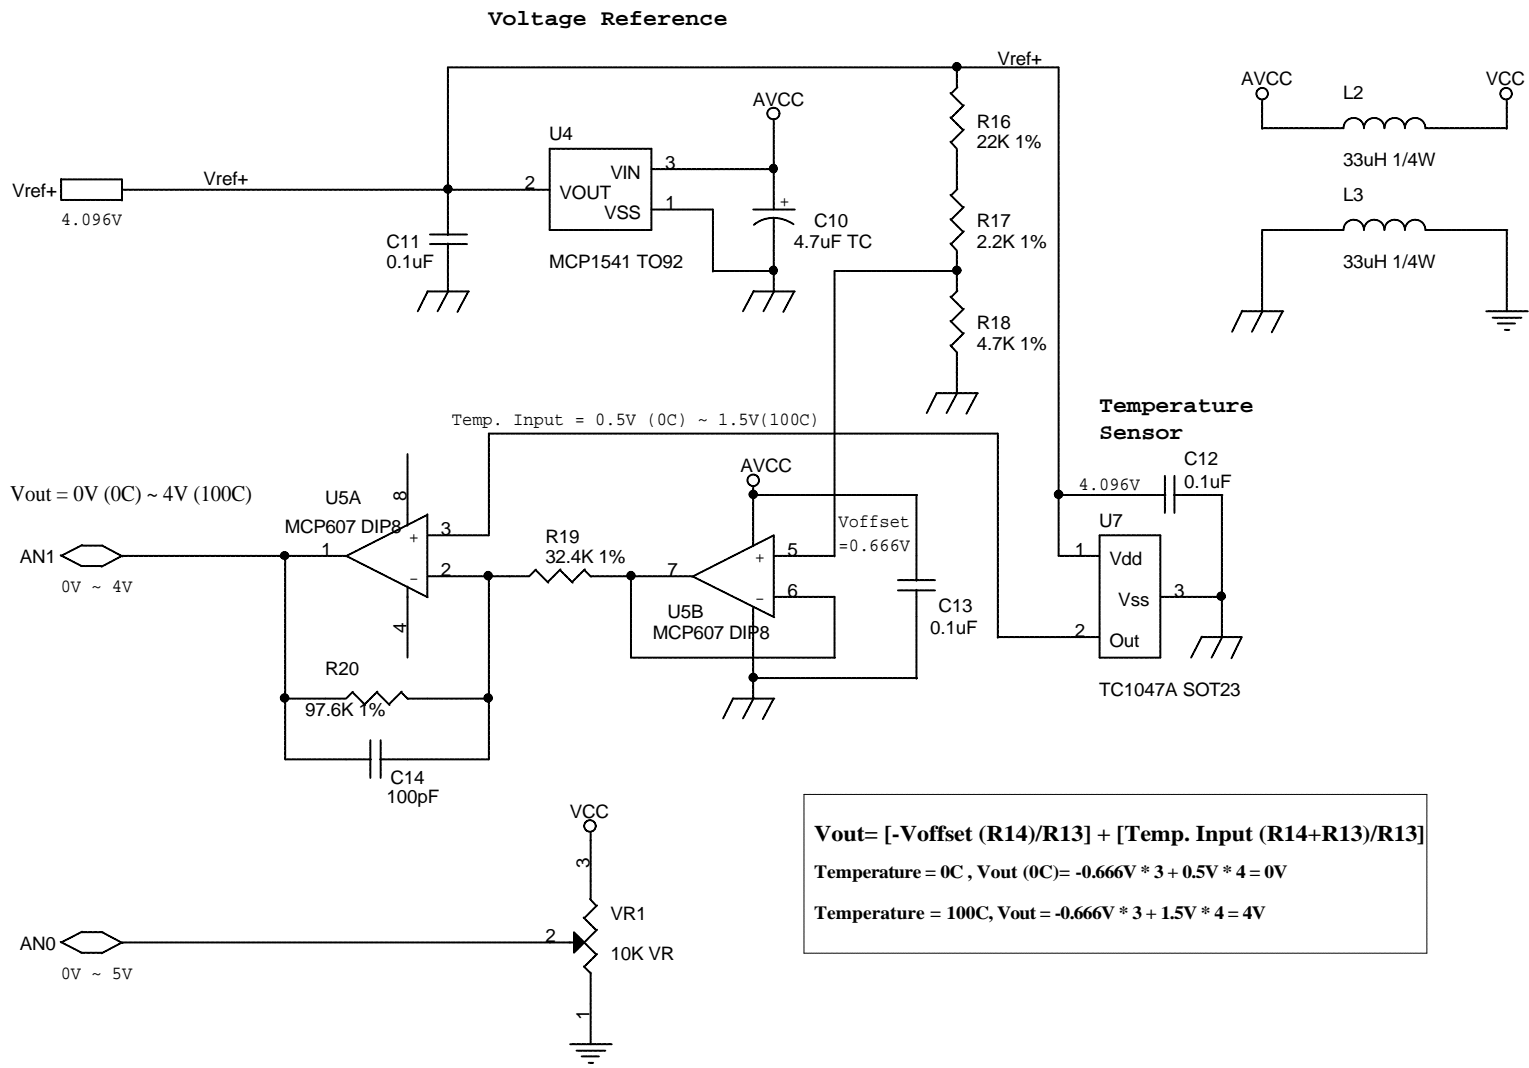 Voltage Reference
Vref+
AVCC
VCC
L2
33uH 1/4W
L3
33uH 1/4W
AVCC
U4
VIN
VOUT
VSS
3
2
1
MCP1541 TO92
+
C10
4.7uF TC
R16
22K 1%
R17
2.2K 1%
R18
4.7K 1%
Vref+
4.096V
Vref+
C11
0.1uF
Temp. Input = 0.5V (0C) ~ 1.5V(100C)
Temperature
Sensor
C12
0.1uF
4.096V
U7
1
Vdd
Vss
3
2
Out
TC1047A SOT23
Vout = 0V (0C) ~ 4V (100C)
U5A
MCP607 DIP8
8
3
+
1
2
−
4
AN1
0V ~ 4V
R19
32.4K 1%
AVCC
Voffset
=0.666V
+
5
7
6
−
U5B
MCP607 DIP8
C13
0.1uF
R20
97.6K 1%
C14
100pF
VCC
3
VR1
2
10K VR
1
AN0
0V ~ 5V
Vout= [-Voffset (R14)/R13] + [Temp. Input (R14+R13)/R13]
Temperature = 0C , Vout (0C)= -0.666V * 3 + 0.5V * 4 = 0V
Temperature = 100C, Vout = -0.666V * 3 + 1.5V * 4 = 4V